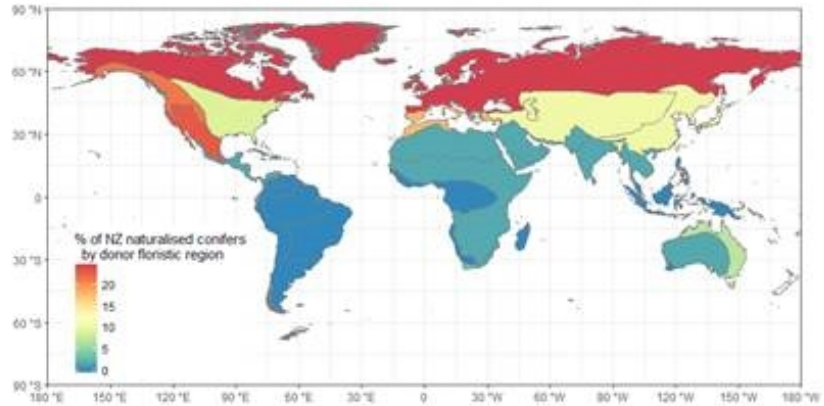 90 °N
60 °N
30 °N
0
30 °S
60 °S
90 °S
% of NZ naturalised conifers
by donor floristic region
20
15
10
5
0
180 °E 150 °E 120 °E 90 °E 60 °E 30 °E 0 30 °W 60 °W 90 °W 120 °W 150 °W 180 °W